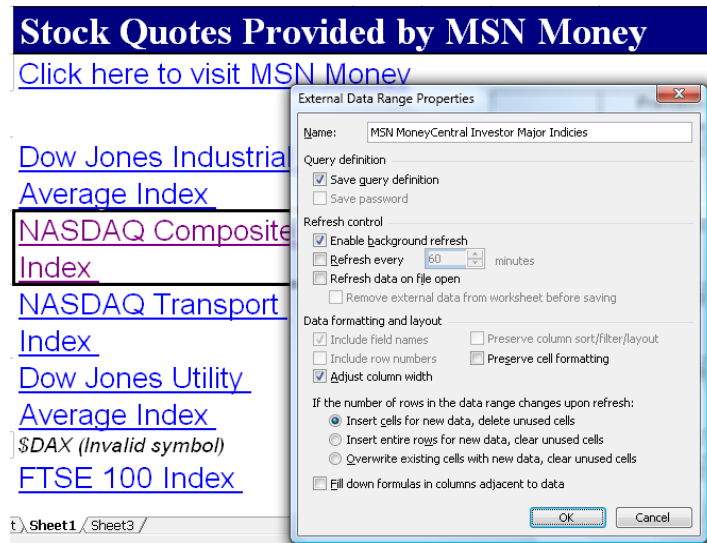 Stock Quotes Provided by MSN Money
Click here to visit MSN Money
Dow Jones Industrial
Average Index
NASDAQ Composite
Index
NASDAQ Transport
Index
Dow Jones Utility
Average Index
$DAX (Invalid symbol)
FTSE 100 Index
t Sheet1 Sheet3
External Data Range Properties
Name: MSN MoneyCentral Investor Major Indicies
Query definition
Save query definition
Save password
Refresh control
Enable background refresh
Refresh every 60 minutes
Refresh data on file open
Remove external data from worksheet before saving
Data formatting and layout
Include field names Preserve column sort/filter/layout
Include row numbers Preserve cell formatting
Adjust column width
If the number of rows in the data range changes upon refresh:
Insert cells for new data, delete unused cells
Insert entire rows for new data, clear unused cells
Overwrite existing cells with new data, clear unused cells
Fill down formulas in columns adjacent to data
OK Cancel